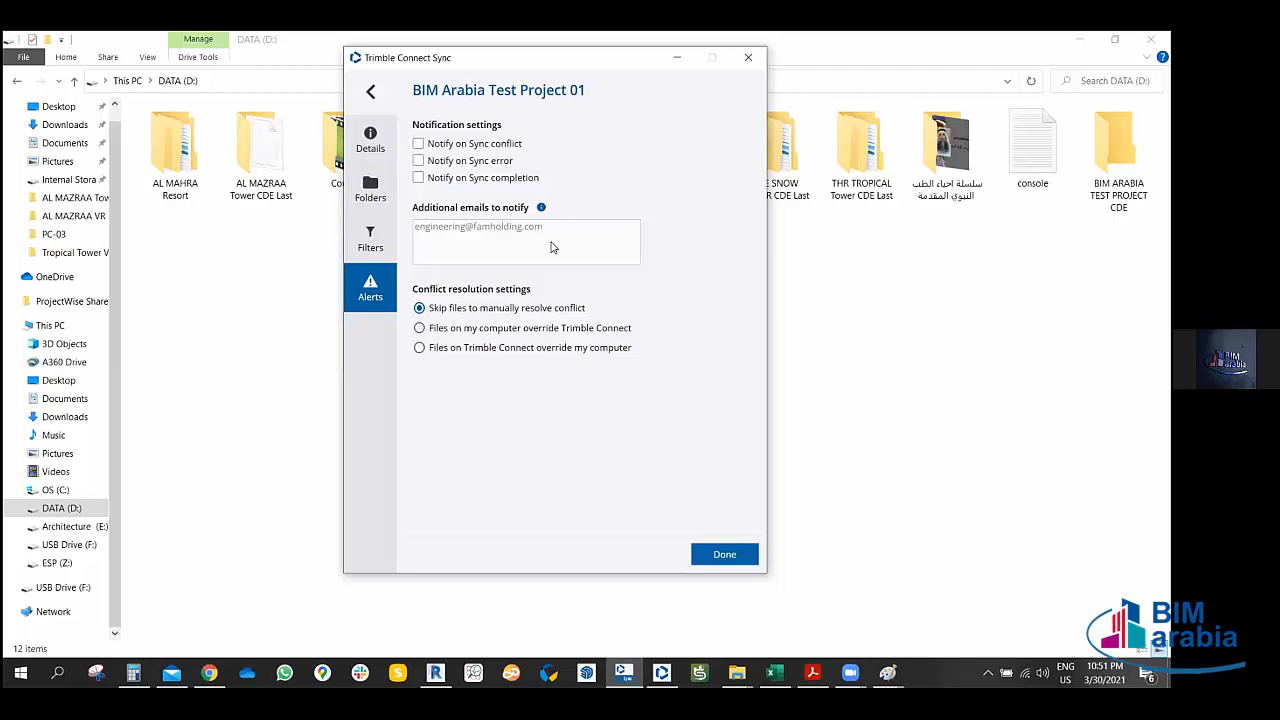 Manage
DATA (D:)
File
Home
Share
View
Drive Tools
This PC
DATA (D:)
Search DATA (D:)
Desktop
Downloads
Documents
Pictures
Internal Stora
AL MAZRAA Tow
AL MAZRAA VR
PC-03
Tropical Tower V
OneDrive
ProjectWise Share
This PC
3D Objects
A360 Drive
Desktop
Documents
Downloads
Music
Pictures
Videos
OS (C:)
DATA (D:)
Architecture (E:)
USB Drive (F:)
ESP (Z:)
USB Drive (F:)
Network
12 items
AL MAHRA
Resort
AL MAZRAA
Tower CDE Last
Co
E SNOW
R CDE Last
THR TROPICAL
Tower CDE Last
سلسلة احياء الطب
النبوي المقدمة
console
BIM ARABIA
TEST PROJECT
CDE
Trimble Connect Sync
BIM Arabia Test Project 01
Details
Folders
Filters
Alerts
Notification settings
Notify on Sync conflict
Notify on Sync error
Notify on Sync completion
Additional emails to notify
engineering@famholding.com
Conflict resolution settings
Skip files to manually resolve conflict
Files on my computer override Trimble Connect
Files on Trimble Connect override my computer
Done
BIM
arabia
BIM
arabia
ENG
US
10:51 PM
3/30/2021
6